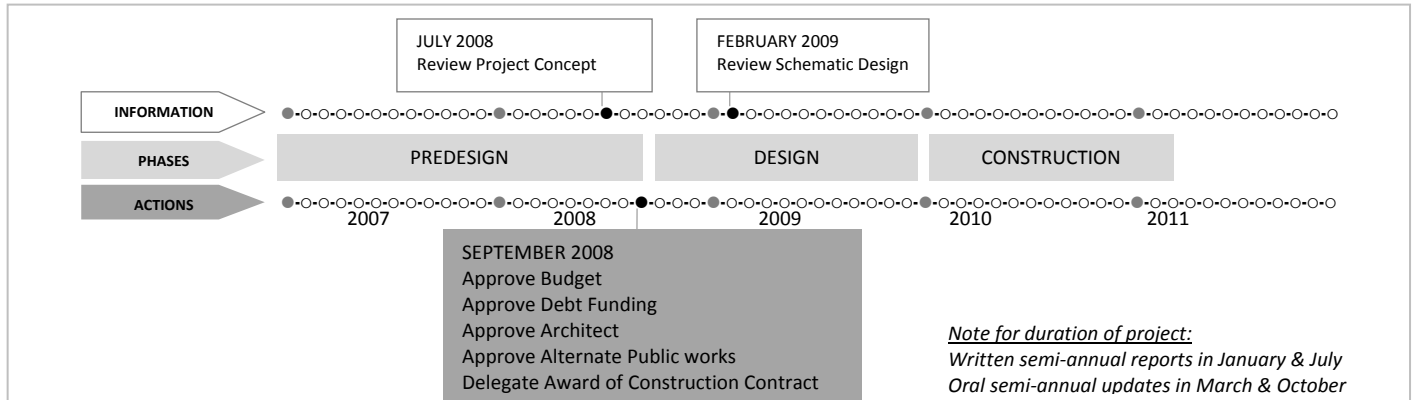 JULY 2008
Review Project Concept
FEBRUARY 2009
Review Schematic Design
INFORMATION
PHASES
PREDESIGN
DESIGN
CONSTRUCTION
ACTIONS
2007
2008
2009
2010
2011
SEPTEMBER 2008
Approve Budget
Approve Debt Funding
Approve Architect
Approve Alternate Public works
Delegate Award of Construction Contract
Note for duration of project:
Written semi-annual reports in January & July
Oral semi-annual updates in March & October